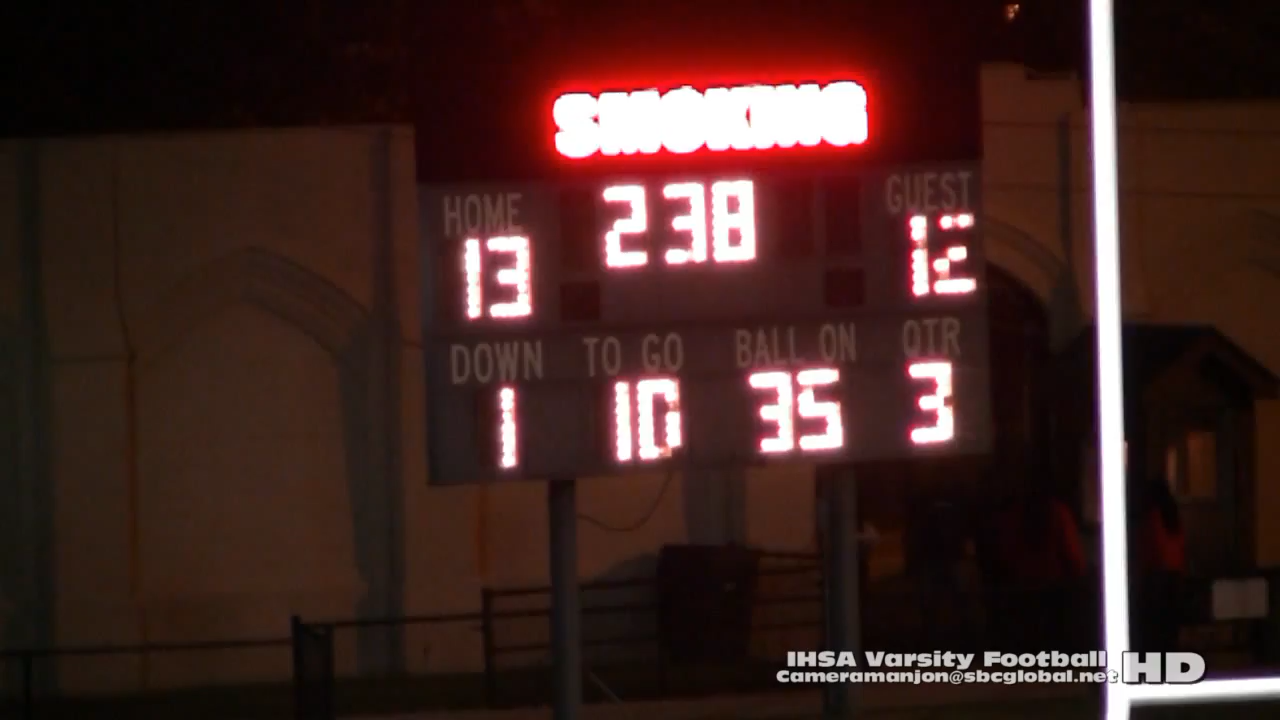 SMOKING
HOME 238 GUEST
13 12
DOWN TO GO BALL ON QTR
1 10 35 3
IHSA Varsity Football HD
Cameramanjon@sbcglobal.net